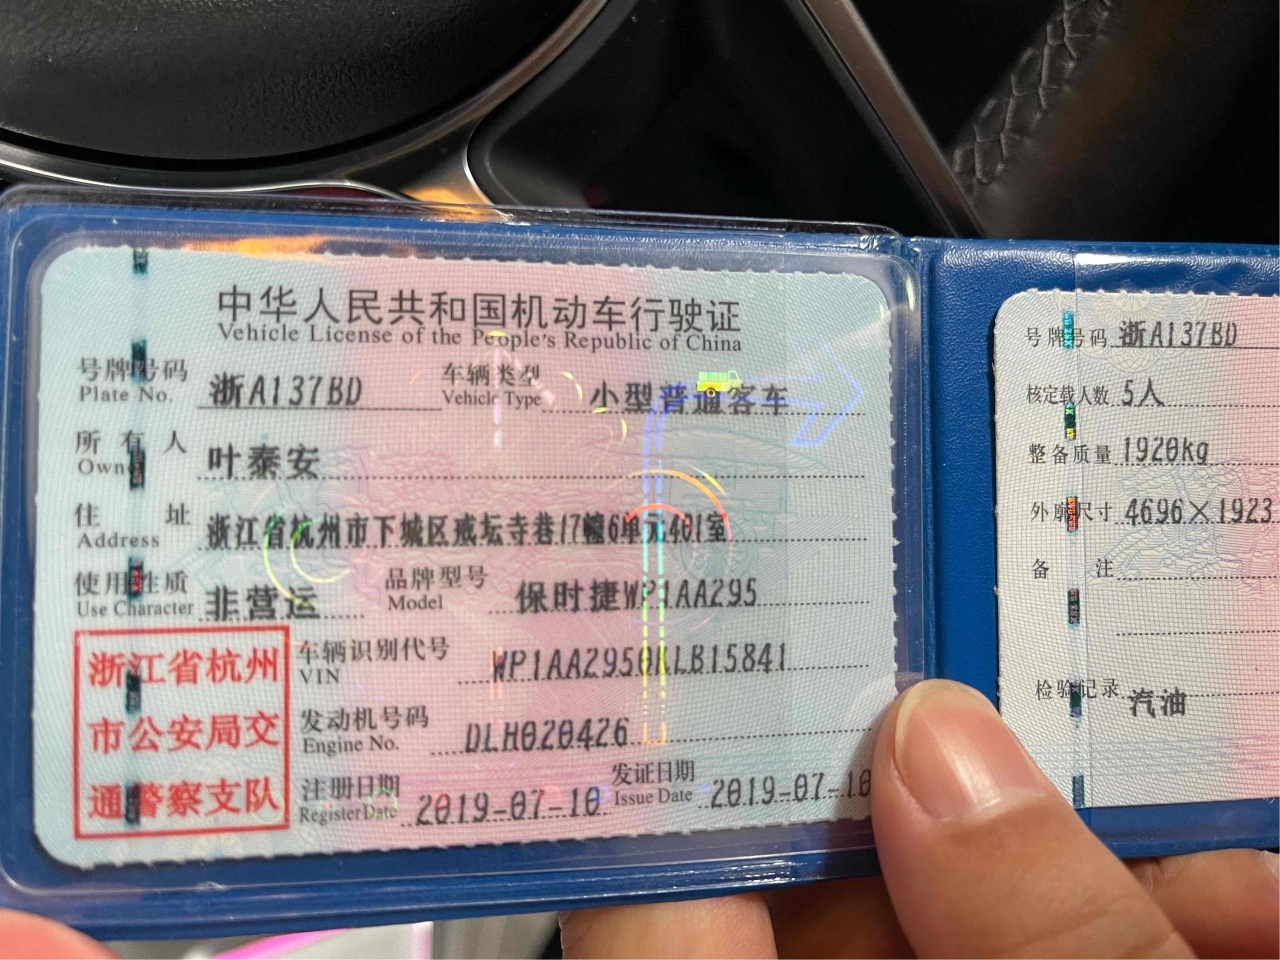 中华人民共和国机动车行驶证
Vehicle License of the People's Republic of China
号牌号码 浙A137BD 车辆类型 小型普通客车
Plate No. Vehicle Type
所有人 叶泰安
Owner
住址 浙江省杭州市下城区戒坛寺巷17幢6单元401室
Address
使用性质 非营运 品牌型号 保时捷WP1AA295
Use Character Model
浙江省杭州
市公安局交
通警察支队
车辆识别代号 WP1AA2950KLB15841
VIN
发动机号码 DLH020426
Engine No.
注册日期 2019-07-10 发证日期 2019-07-10
Register Date Issue Date
号牌号码 浙A137BD
核定载人数 5人
整备质量 1920kg
外廓尺寸 4696×1923
备注
检验记录 汽油